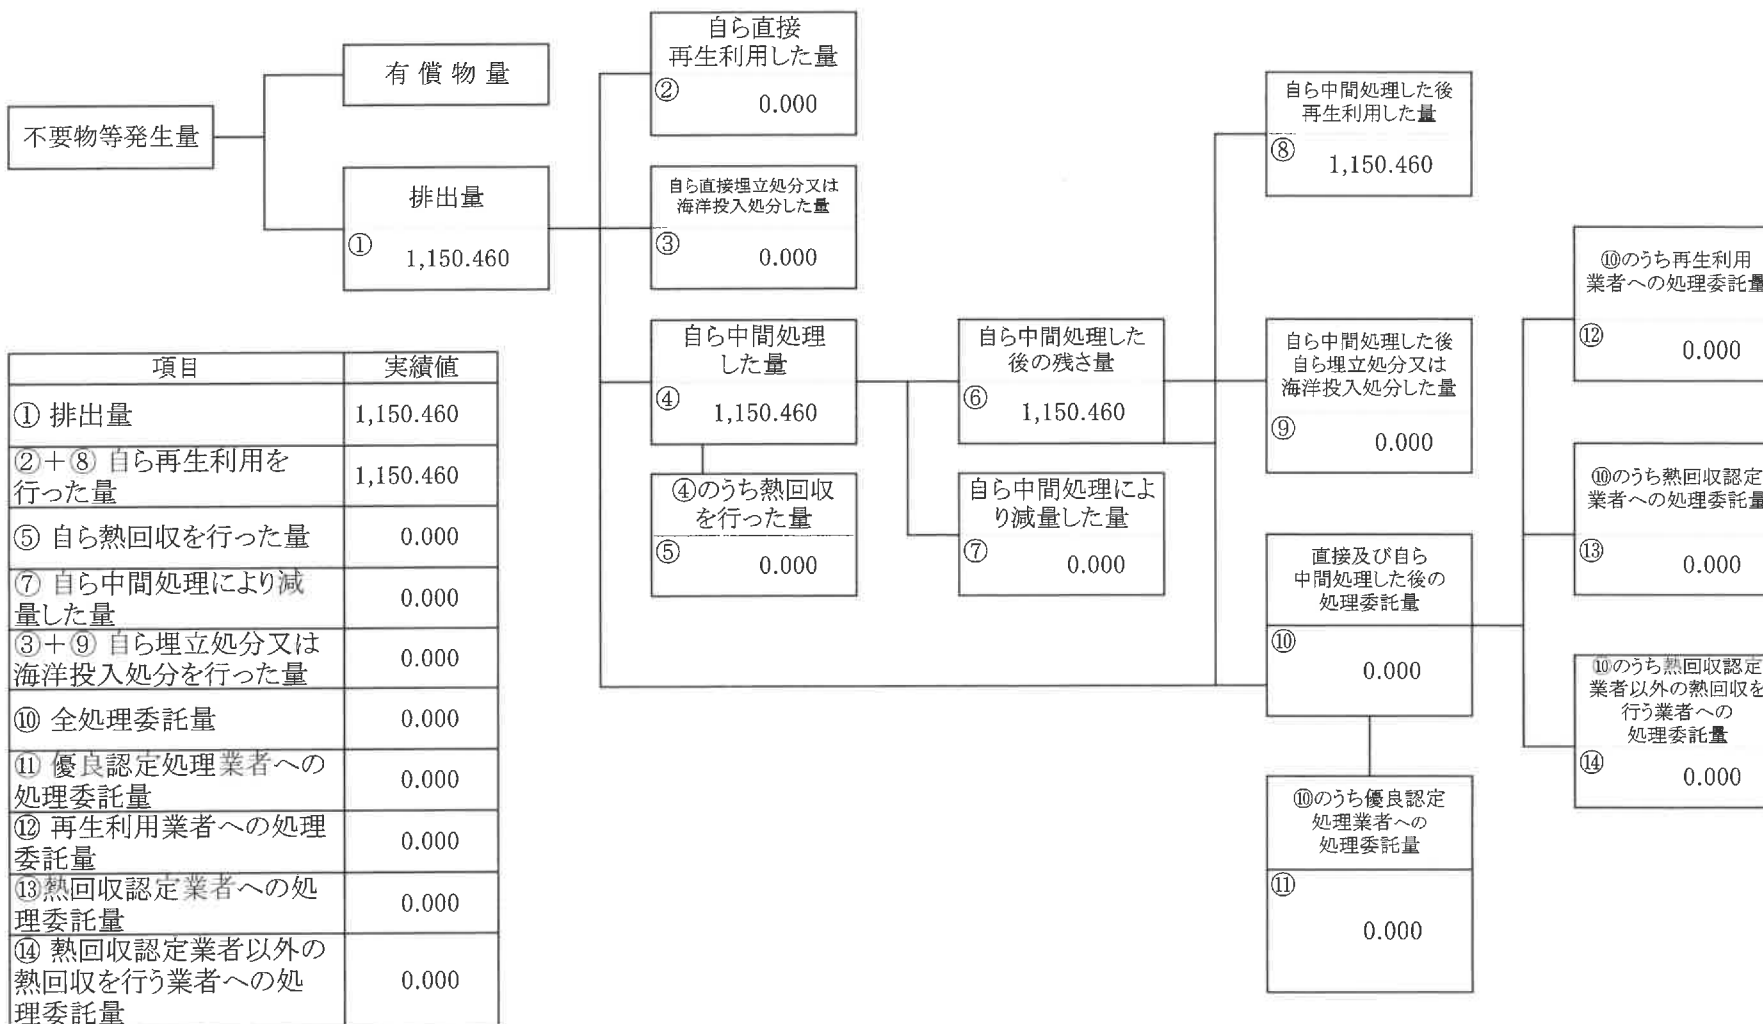 不要物等発生量
有償物量
排出量
①
1,150.460
自ら直接
再生利用した量
②
0.000
自ら直接埋立処分又は
海洋投入処分した量
③
0.000
自ら中間処理
した量
④
1,150.460
④のうち熱回収
を行った量
⑤
0.000
自ら中間処理した
後の残さ量
⑥
1,150.460
自ら中間処理によ
り減量した量
⑦
0.000
自ら中間処理した後
再生利用した量
⑧
1,150.460
自ら中間処理した後
自ら埋立処分又は
海洋投入処分した量
⑨
0.000
直接及び自ら
中間処理した後の
処理委託量
⑩
0.000
⑩のうち優良認定
処理業者への
処理委託量
⑪
0.000
⑩のうち再生利用
業者への処理委託量
⑫
0.000
⑩のうち熱回収認定
業者への処理委託量
⑬
0.000
⑩のうち熱回収認定
業者以外の熱回収を
行う業者への
処理委託量
⑭
0.000
項目 実績値
① 排出量 1,150.460
②+⑧ 自ら再生利用を
行った量 1,150.460
⑤ 自ら熱回収を行った量 0.000
⑦ 自ら中間処理により減
量した量 0.000
③+⑨ 自ら埋立処分又は
海洋投入処分を行った量 0.000
⑩ 全処理委託量 0.000
⑪ 優良認定処理業者への
処理委託量 0.000
⑫ 再生利用業者への処理
委託量 0.000
⑬熱回収認定業者への処
理委託量 0.000
⑭ 熱回収認定業者以外の
熱回収を行う業者への処
理委託量 0.000